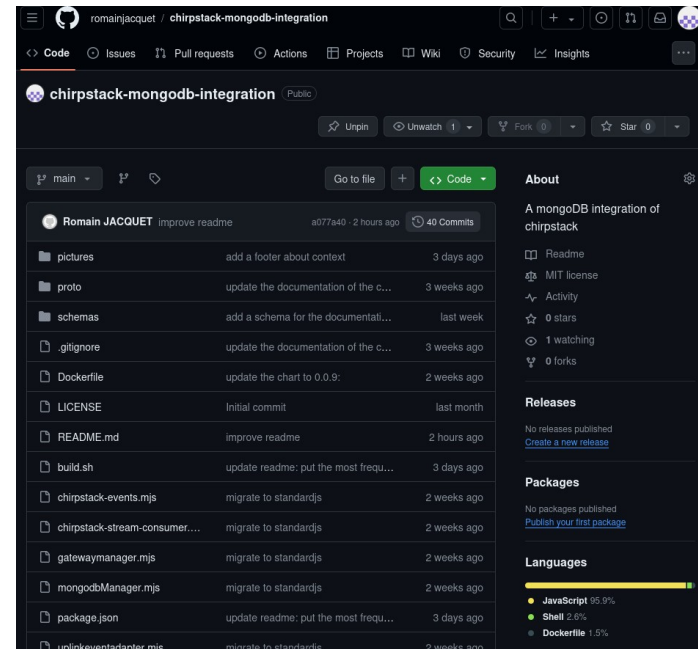 romainjacquet / chirpstack-mongodb-integration
Code Issues Pull requests Actions Projects Wiki Security Insights
chirpstack-mongodb-integration Public
Unpin Unwatch 1 Fork 0 Star 0
main Go to file Code
Romain JACQUET improve readme a077a40 · 2 hours ago 40 Commits
pictures add a footer about context 3 days ago
proto update the documentation of the c... 3 weeks ago
schemas add a schema for the documentati... last week
.gitignore update the documentation of the c... 3 weeks ago
Dockerfile update the chart to 0.0.9: 2 weeks ago
LICENSE Initial commit last month
README.md improve readme 2 hours ago
build.sh update readme: put the most frequ... 3 days ago
chirpstack-events.mjs migrate to standardjs 2 weeks ago
chirpstack-stream-consumer.... migrate to standardjs 2 weeks ago
gatewaymanager.mjs migrate to standardjs 2 weeks ago
mongodbManager.mjs migrate to standardjs 2 weeks ago
package.json update readme: put the most frequ... 3 days ago
uplinkeventadapter.mjs migrate to standardjs 2 weeks ago
About
A mongoDB integration of
chirpstack
Readme
MIT license
Activity
0 stars
1 watching
0 forks
Releases
No releases published
Create a new release
Packages
No packages published
Publish your first package
Languages
JavaScript 95.9%
Shell 2.6%
Dockerfile 1.5%